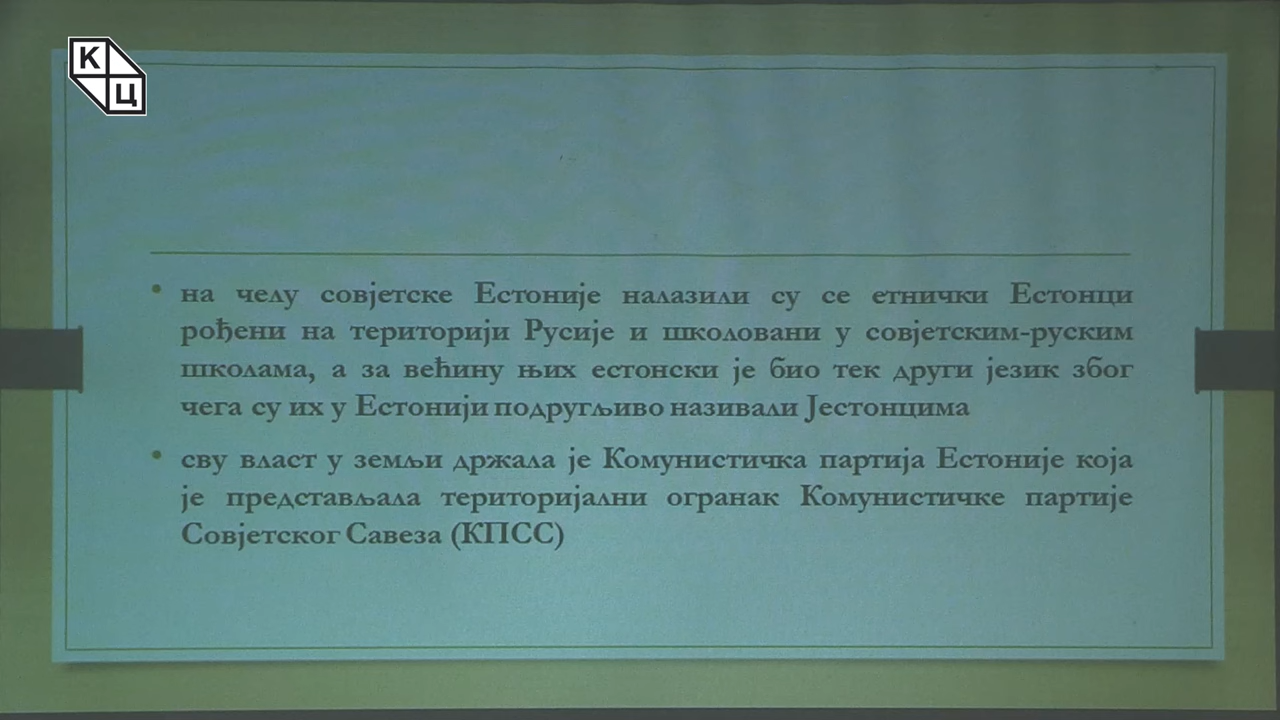 К
Ц
на челу совјетске Естоније налазили су се етнички Естонци
рођени на територији Русије и школовани у совјетским-руским
школама, а за већину њих естонски је био тек други језик због
чега су их у Естонији подругљиво називали Јестонцима
сву власт у земљи држала је Комунистичка партија Естоније која
је представљала територијални огранак Комунистичке партије
Совјетског Савеза (КПСС)